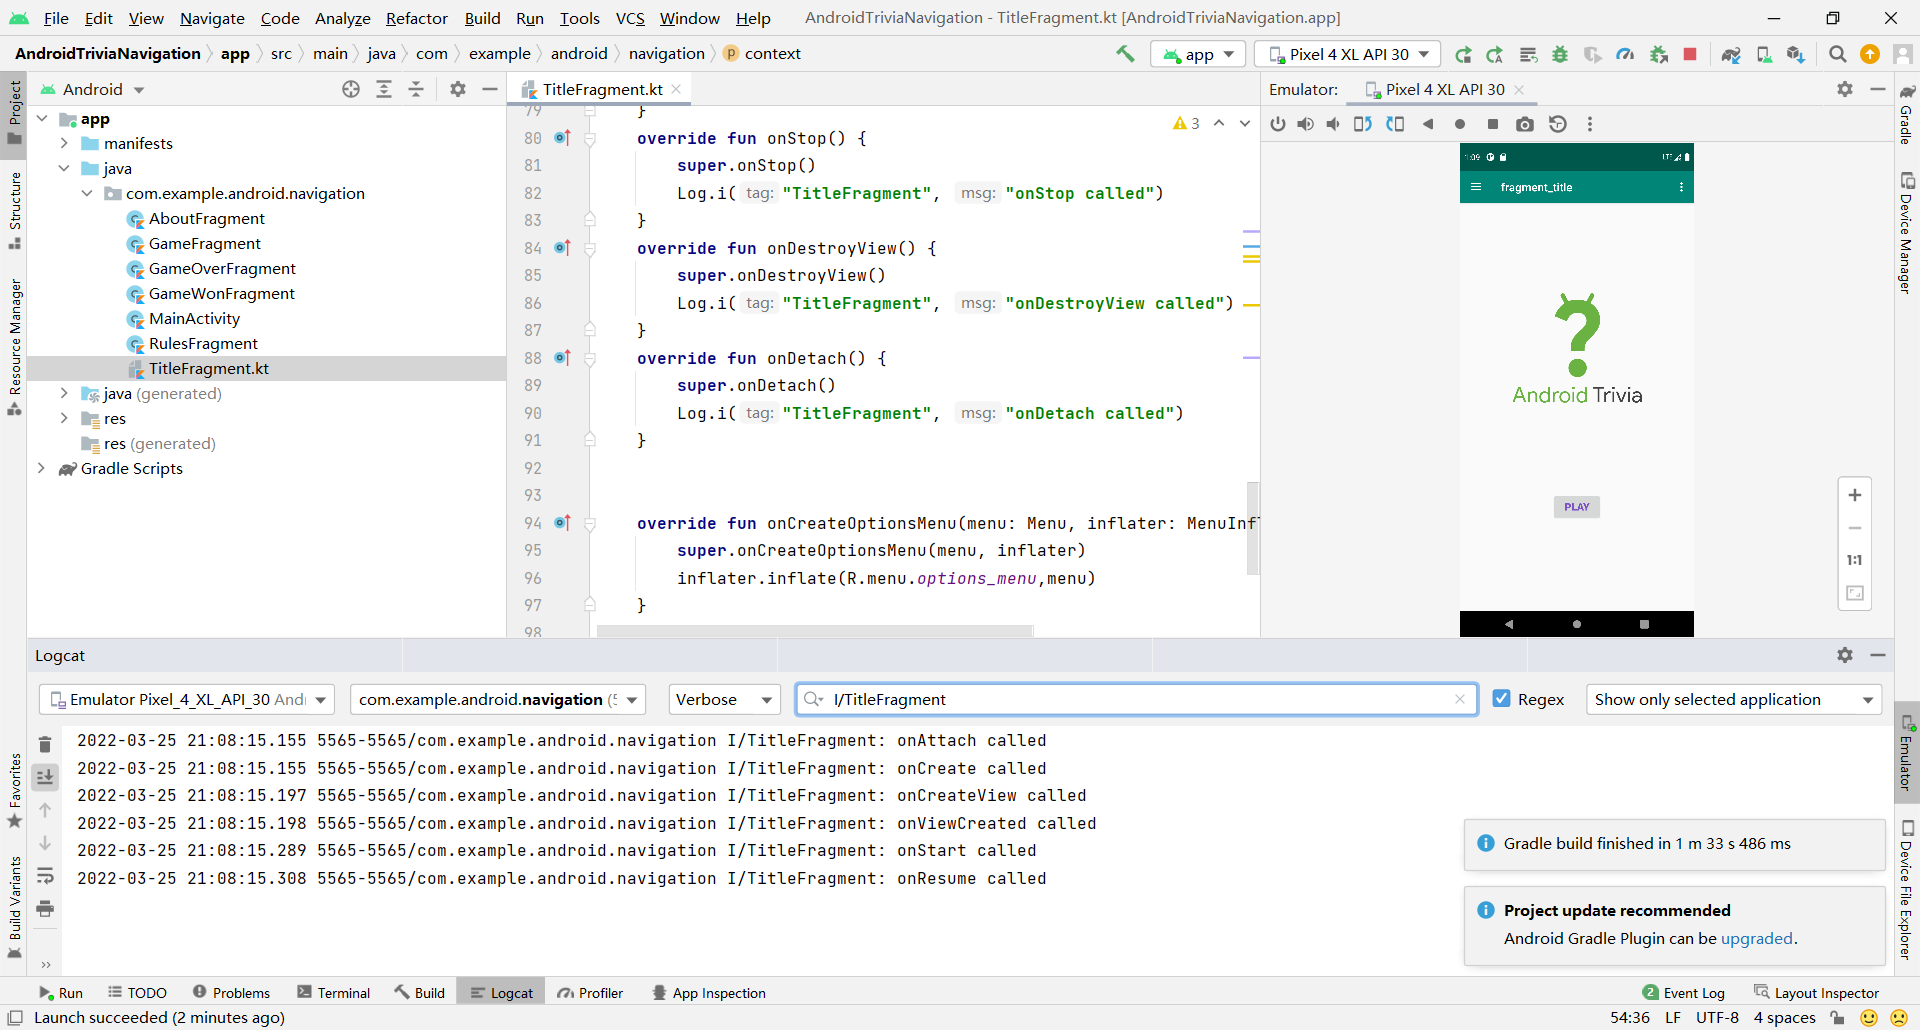 File Edit View Navigate Code Analyze Refactor Build Run Tools VCS Window Help AndroidTriviaNavigation - TitleFragment.kt [AndroidTriviaNavigation.app]
AndroidTriviaNavigation app src main java com example android navigation context app Pixel 4 XL API 30
Android
TitleFragment.kt
Emulator: Pixel 4 XL API 30
Project
Structure
Resource Manager
Favorites
Build Variants
app
manifests
java
com.example.android.navigation
AboutFragment
GameFragment
GameOverFragment
GameWonFragment
MainActivity
RulesFragment
TitleFragment.kt
java (generated)
res
res (generated)
Gradle Scripts
79 }
80 override fun onStop() {
81 super.onStop()
82 Log.i( tag: "TitleFragment", msg: "onStop called")
83 }
84 override fun onDestroyView() {
85 super.onDestroyView()
86 Log.i( tag: "TitleFragment", msg: "onDestroyView called")
87 }
88 override fun onDetach() {
89 super.onDetach()
90 Log.i( tag: "TitleFragment", msg: "onDetach called")
91 }
92
93
94 override fun onCreateOptionsMenu(menu: Menu, inflater: MenuInf
95 super.onCreateOptionsMenu(menu, inflater)
96 inflater.inflate(R.menu.options_menu,menu)
97 }
98
3
1:09 LTE
fragment_title
Android Trivia
PLAY
1:1
Gradle
Device Manager
Emulator
Device File Explorer
Logcat
Emulator Pixel_4_XL_API_30 And com.example.android.navigation (5 Verbose I/TitleFragment Regex Show only selected application
2022-03-25 21:08:15.155 5565-5565/com.example.android.navigation I/TitleFragment: onAttach called
2022-03-25 21:08:15.155 5565-5565/com.example.android.navigation I/TitleFragment: onCreate called
2022-03-25 21:08:15.197 5565-5565/com.example.android.navigation I/TitleFragment: onCreateView called
2022-03-25 21:08:15.198 5565-5565/com.example.android.navigation I/TitleFragment: onViewCreated called
2022-03-25 21:08:15.289 5565-5565/com.example.android.navigation I/TitleFragment: onStart called
2022-03-25 21:08:15.308 5565-5565/com.example.android.navigation I/TitleFragment: onResume called
Gradle build finished in 1 m 33 s 486 ms
Project update recommended
Android Gradle Plugin can be upgraded.
Run TODO Problems Terminal Build Logcat Profiler App Inspection 2 Event Log Layout Inspector
Launch succeeded (2 minutes ago) 54:36 LF UTF-8 4 spaces